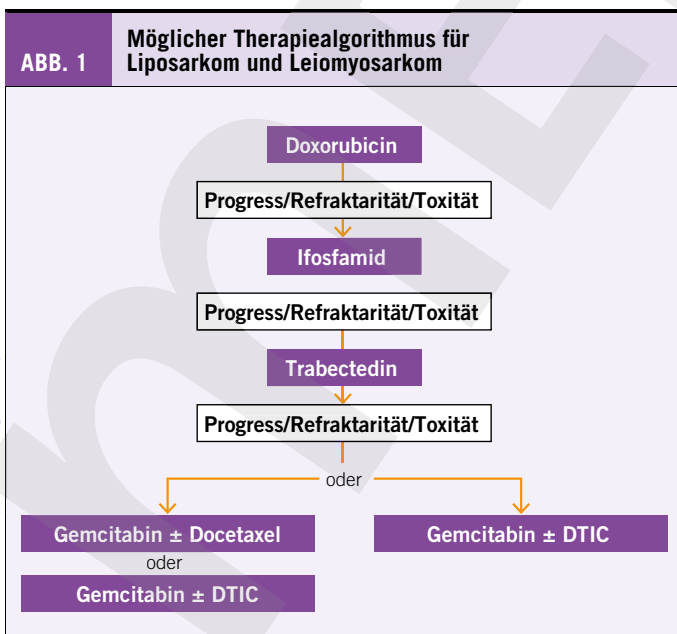 ABB. 1
Möglicher Therapiealgorithmus für
Liposarkom und Leiomyosarkom
Doxorubicin
Progress/Refraktarität/Toxität
Ifosfamid
Progress/Refraktarität/Toxität
Trabectedin
Progress/Refraktarität/Toxität
oder
Gemcitabin ± Docetaxel
Gemcitabin ± DTIC
oder
Gemcitabin ± DTIC